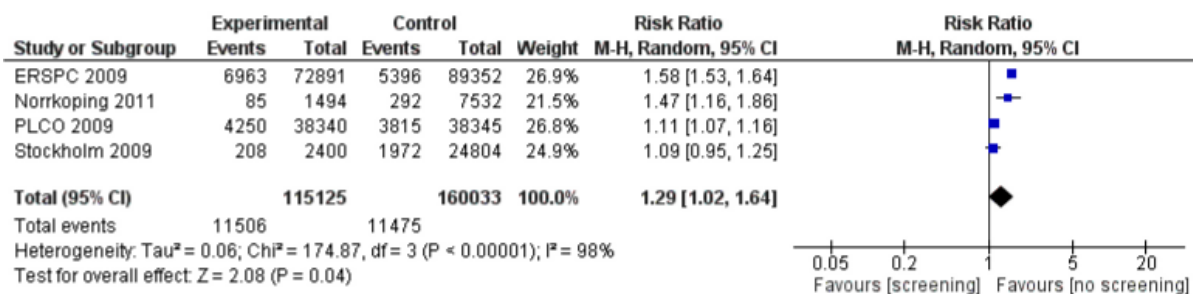 Experimental Control Risk Ratio Risk Ratio
Study or Subgroup Events Total Events Total Weight M-H, Random, 95% CI M-H, Random, 95% CI
ERSPC 2009 6963 72891 5396 89352 26.9% 1.58 [1.53, 1.64]
Norrkoping 2011 85 1494 292 7532 21.5% 1.47 [1.16, 1.86]
PLCO 2009 4250 38340 3815 38345 26.8% 1.11 [1.07, 1.16]
Stockholm 2009 208 2400 1972 24804 24.9% 1.09 [0.95, 1.25]
Total (95% CI) 115125 160033 100.0% 1.29 [1.02, 1.64]
Total events 11506 11475
Heterogeneity: Tau² = 0.06; Chi² = 174.87, df = 3 (P < 0.00001); I² = 98%
Test for overall effect: Z = 2.08 (P = 0.04)
0.05 0.2 1 5 20
Favours [screening] Favours [no screening]